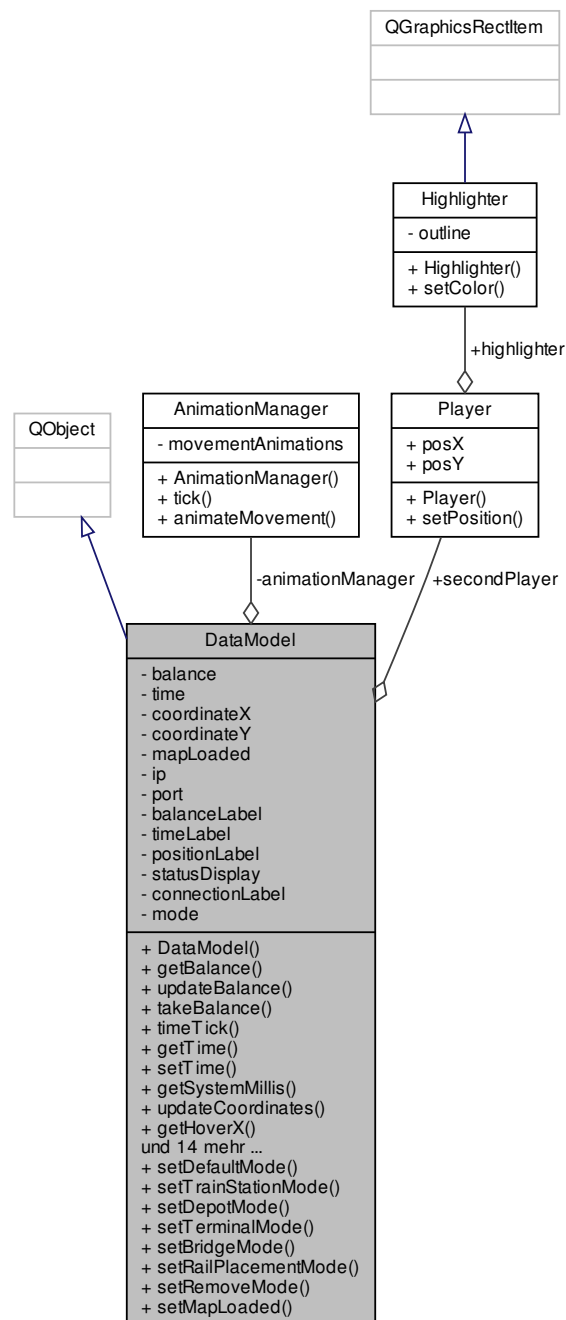 QGraphicsRectItem
Highlighter
- outline
+ Highlighter()
+ setColor()
+highlighter
QObject
AnimationManager
- movementAnimations
+ AnimationManager()
+ tick()
+ animateMovement()
Player
+ posX
+ posY
+ Player()
+ setPosition()
-animationManager
+secondPlayer
DataModel
- balance
- time
- coordinateX
- coordinateY
- mapLoaded
- ip
- port
- balanceLabel
- timeLabel
- positionLabel
- statusDisplay
- connectionLabel
- mode
+ DataModel()
+ getBalance()
+ updateBalance()
+ takeBalance()
+ timeTick()
+ getTime()
+ setTime()
+ getSystemMillis()
+ updateCoordinates()
+ getHoverX()
und 14 mehr ...
+ setDefaultMode()
+ setTrainStationMode()
+ setDepotMode()
+ setTerminalMode()
+ setBridgeMode()
+ setRailPlacementMode()
+ setRemoveMode()
+ setMapLoaded()